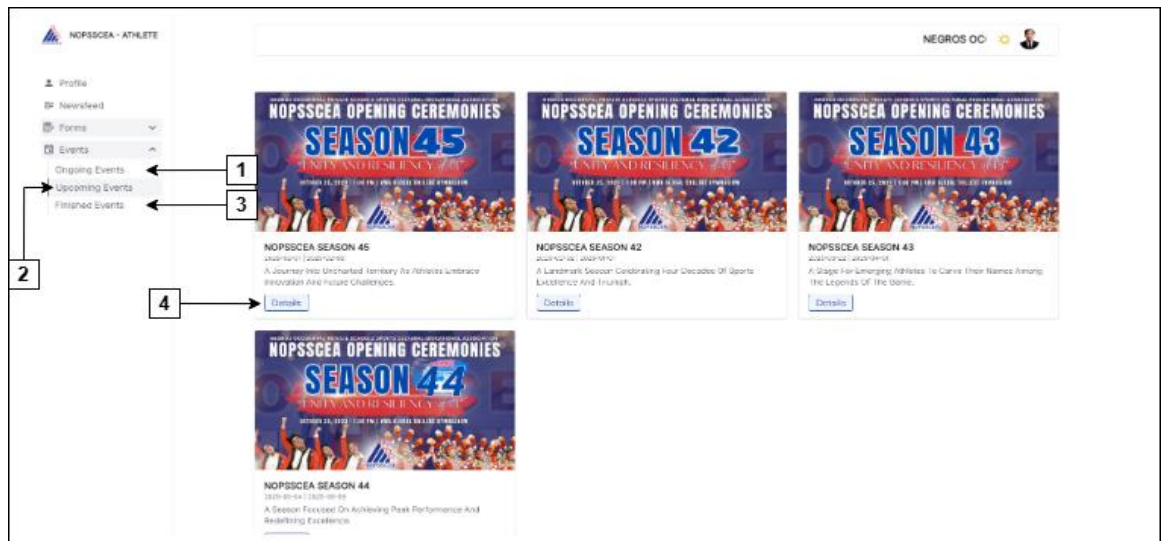 NOPSSCEA - ATHLETE
NEGROS OC
Profile
Newsfeed
Forms
Events
Ongoing Events
Upcoming Events
Finished Events
1
2
3
4
NOPSSCEA OPENING CEREMONIES
SEASON 45
UNITY AND RESILIENCY
NOPSSCEA SEASON 45
A Journey Into Uncharted Territory As Athletes Embrace
Innovation And Future Challenges.
Details
NOPSSCEA OPENING CEREMONIES
SEASON 42
UNITY AND RESILIENCY
NOPSSCEA SEASON 42
A Landmark Season Celebrating Four Decades Of Sports
Excellence And Triumph.
Details
NOPSSCEA OPENING CEREMONIES
SEASON 43
UNITY AND RESILIENCY
NOPSSCEA SEASON 43
A Stage For Emerging Athletes To Carve Their Names Among
The Legends Of The Game.
Details
NOPSSCEA OPENING CEREMONIES
SEASON 44
UNITY AND RESILIENCY
NOPSSCEA SEASON 44
A Season Focused On Achieving Peak Performance And
Redefining Excellence.